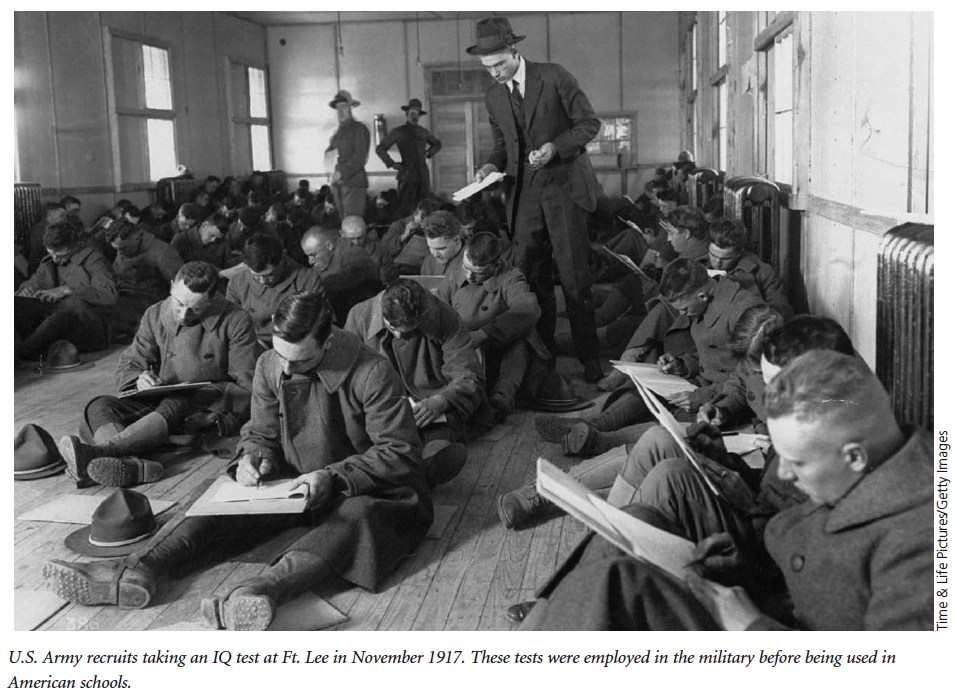 Time & Life Pictures/Getty Images
U.S. Army recruits taking an IQ test at Ft. Lee in November 1917. These tests were employed in the military before being used in
American schools.